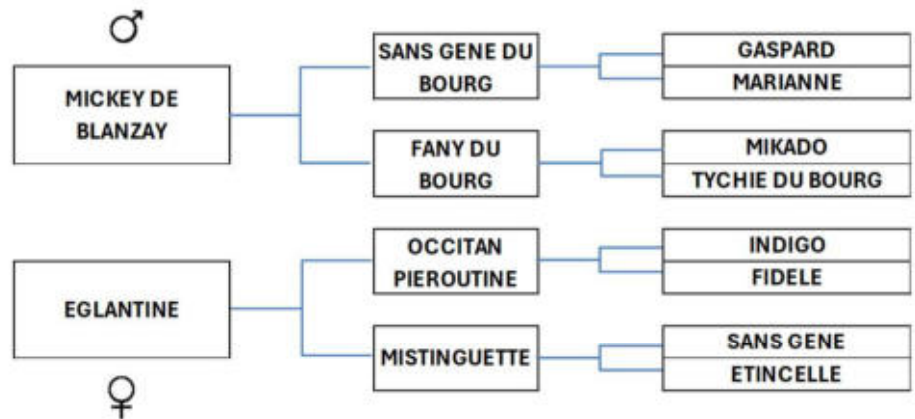 ♂
MICKEY DE
BLANZAY
SANS GENE DU
BOURG
GASPARD
MARIANNE
FANY DU
BOURG
MIKADO
TYCHIE DU BOURG
EGLANTINE
OCCITAN
PIEROUTINE
INDIGO
FIDELE
MISTINGUETTE
SANS GENE
ETINCELLE
♀